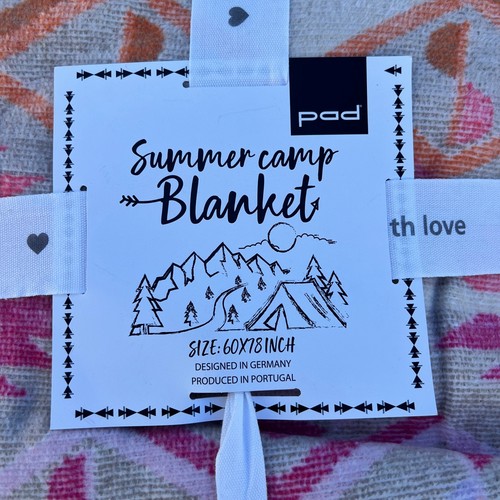 pad
Summer camp
Blanket
th love
SIZE: 60X78 INCH
DESIGNED IN GERMANY
PRODUCED IN PORTUGAL